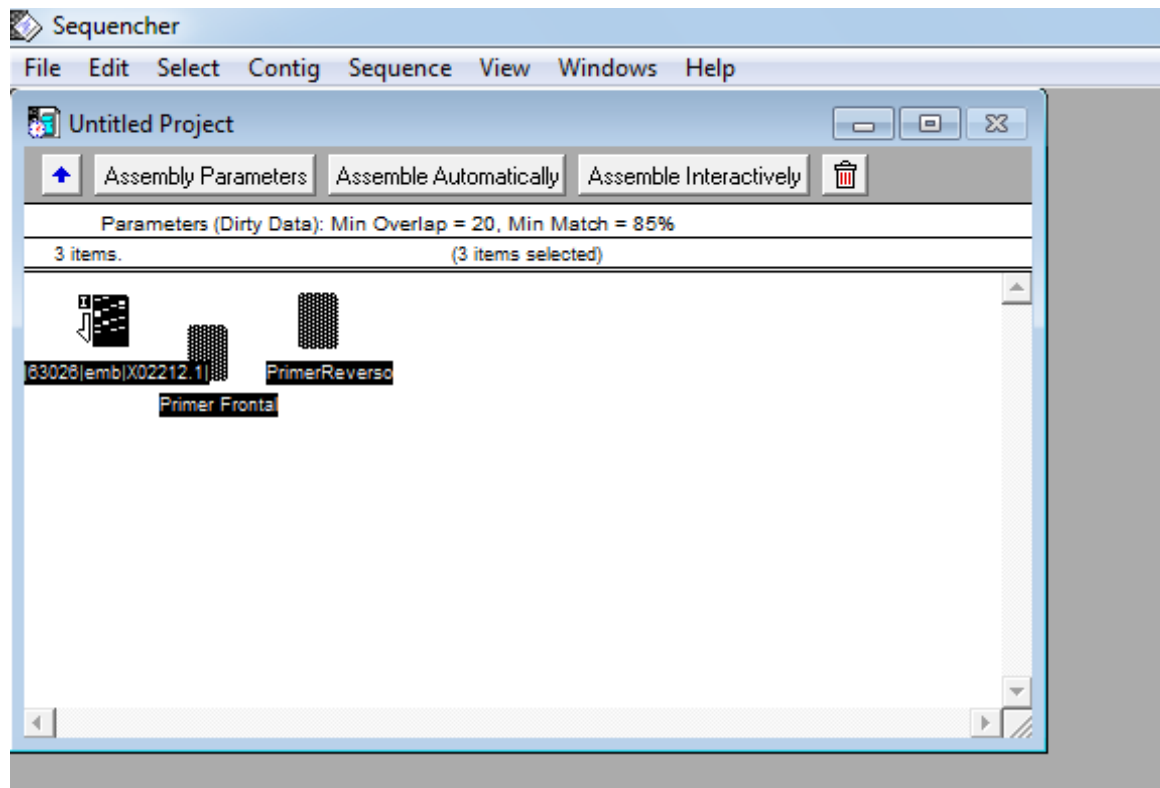 Sequencher
File Edit Select Contig Sequence View Windows Help
Untitled Project
Assembly Parameters Assemble Automatically Assemble Interactively
Parameters (Dirty Data): Min Overlap = 20, Min Match = 85%
3 items. (3 items selected)
|63026|emb|X02212.1| PrimerReverso
Primer Frontal